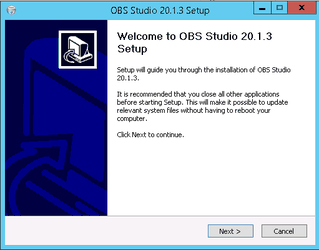 OBS Studio 20.1.3 Setup
Welcome to OBS Studio 20.1.3
Setup
Setup will guide you through the installation of OBS Studio
20.1.3.
It is recommended that you close all other applications
before starting Setup. This will make it possible to update
relevant system files without having to reboot your
computer.
Click Next to continue.
Next >
Cancel